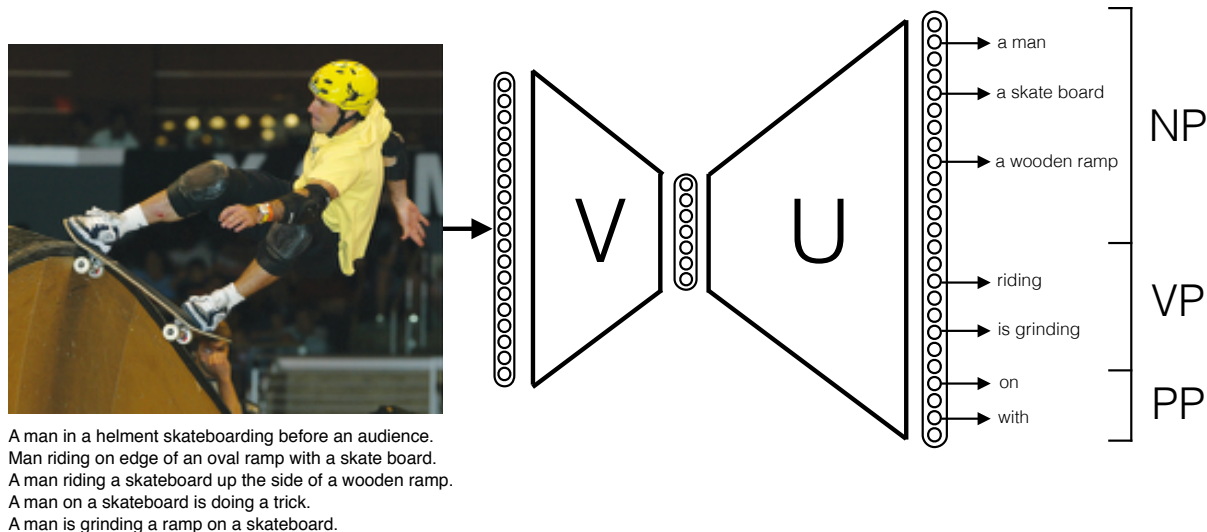 A man in a helment skateboarding before an audience.
Man riding on edge of an oval ramp with a skate board.
A man riding a skateboard up the side of a wooden ramp.
A man on a skateboard is doing a trick.
A man is grinding a ramp on a skateboard.
V
U
a man
a skate board
a wooden ramp
riding
is grinding
on
with
NP
VP
PP